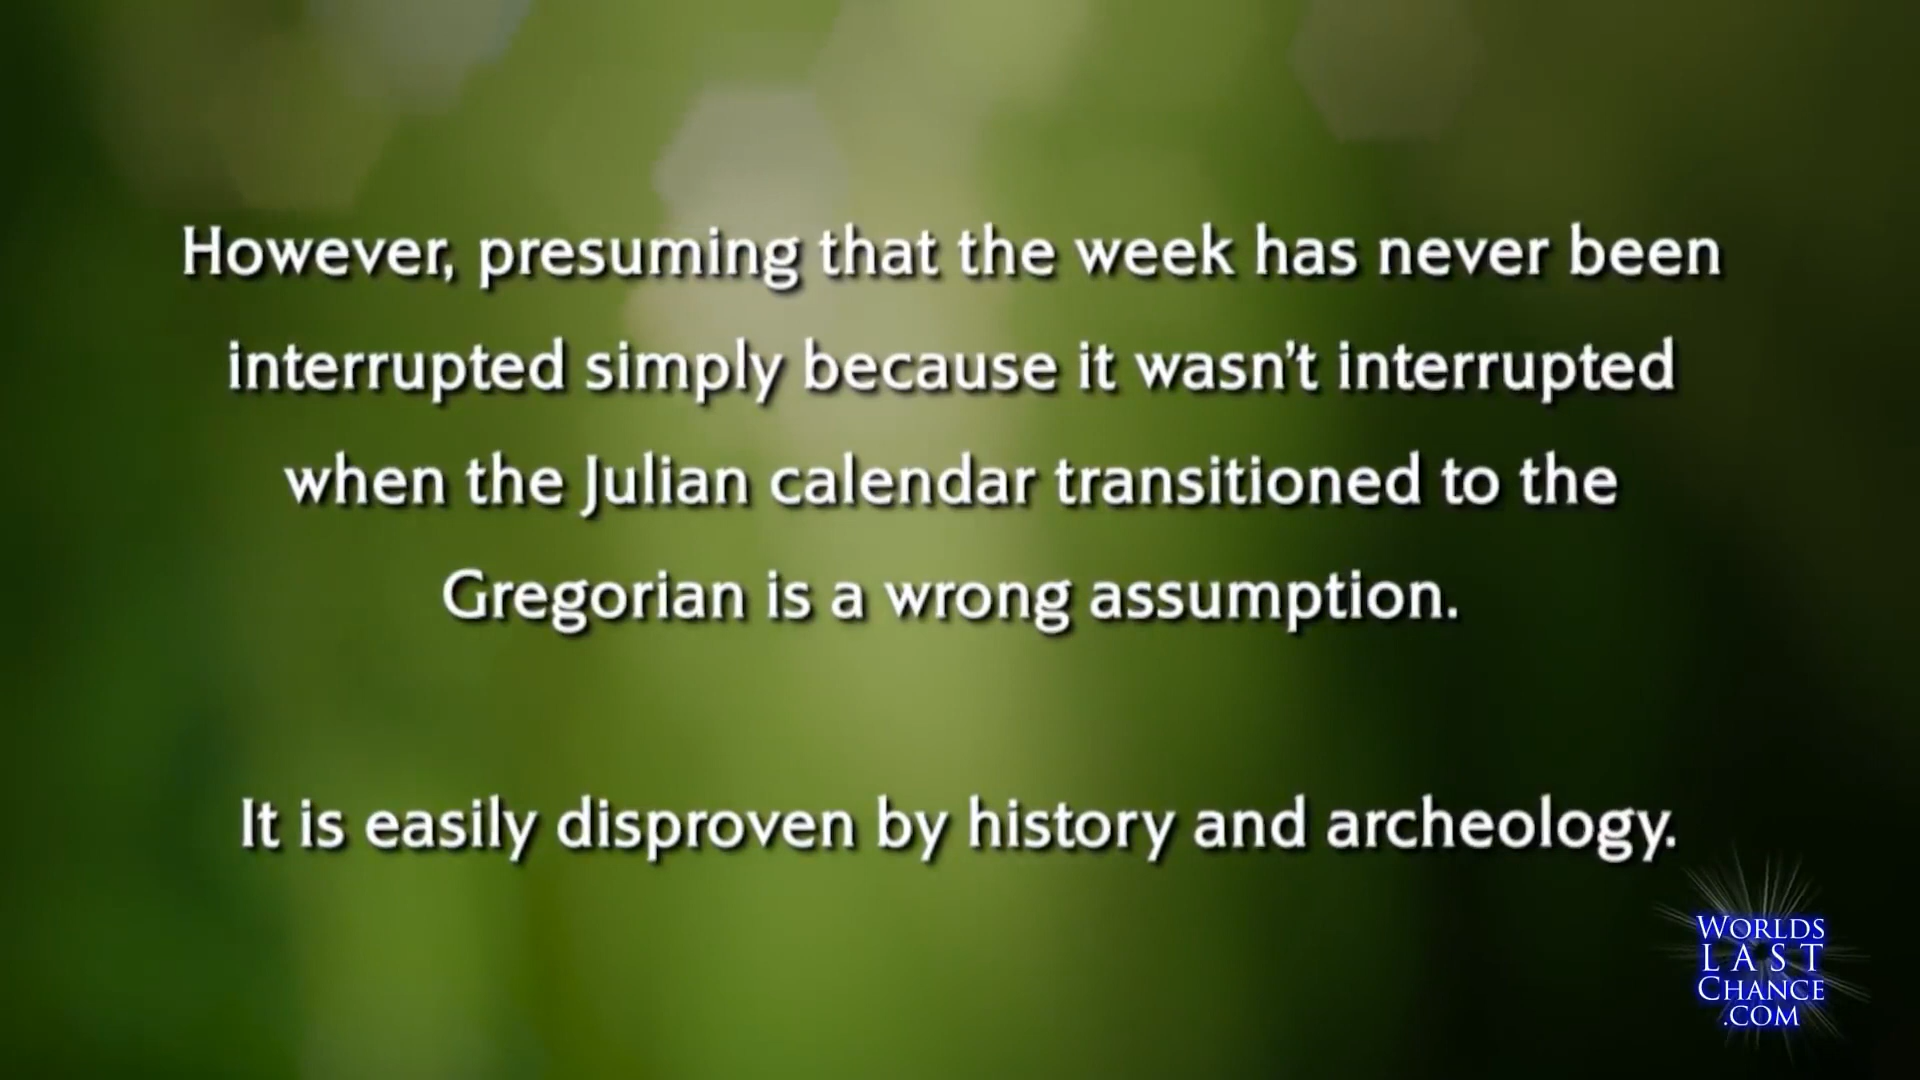 However, presuming that the week has never been
interrupted simply because it wasn't interrupted
when the Julian calendar transitioned to the
Gregorian is a wrong assumption.
It is easily disproven by history and archeology.
WORLDS
LAST
CHANCE
.COM